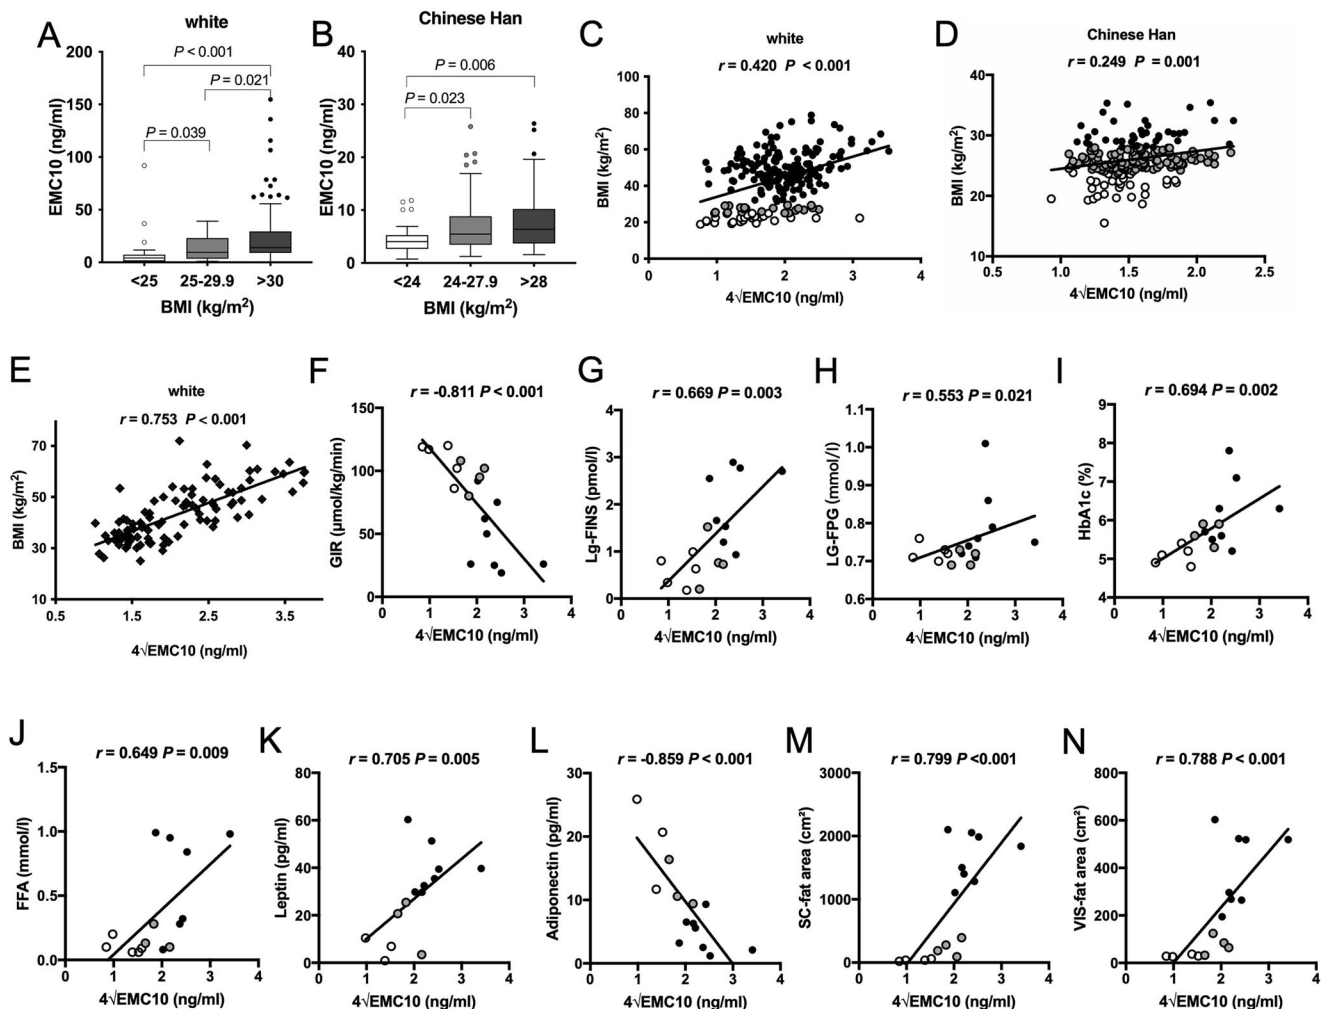 A
white
P < 0.001
P = 0.021
P = 0.039
EMC10 (ng/ml)
200
150
100
50
0
<25
25-29.9
>30
BMI (kg/m²)
B
Chinese Han
P = 0.006
P = 0.023
EMC10 (ng/ml)
40
30
20
10
0
<24
24-27.9
>28
BMI (kg/m²)
C
white
r = 0.420 P < 0.001
BMI (kg/m²)
100
80
60
40
20
0
0
1
2
3
4
4√EMC10 (ng/ml)
D
Chinese Han
r = 0.249 P = 0.001
BMI (kg/m²)
40
30
20
10
0.5
1.0
1.5
2.0
2.5
4√EMC10 (ng/ml)
E
white
r = 0.753 P < 0.001
BMI (kg/m²)
70
50
30
10
0.5
1.5
2.5
3.5
4√EMC10 (ng/ml)
F
r = -0.811 P < 0.001
GIR (µmol/kg/min)
150
100
50
0
0
1
2
3
4
4√EMC10 (ng/ml)
G
r = 0.669 P = 0.003
Lg-FINS (pmol/l)
4
3
2
1
0
0
1
2
3
4
4√EMC10 (ng/ml)
H
r = 0.553 P = 0.021
LG-FPG (mmol/l)
1.1
1.0
0.9
0.8
0.7
0.6
0
1
2
3
4
4√EMC10 (ng/ml)
I
r = 0.694 P = 0.002
HbA1c (%)
9
8
7
6
5
4
0
1
2
3
4
4√EMC10 (ng/ml)
J
r = 0.649 P = 0.009
FFA (mmol/l)
1.5
1.0
0.5
0.0
0
1
2
3
4
4√EMC10 (ng/ml)
K
r = 0.705 P = 0.005
Leptin (pg/ml)
80
60
40
20
0
0
1
2
3
4
4√EMC10 (ng/ml)
L
r = -0.859 P < 0.001
Adiponectin (pg/ml)
30
20
10
0
0
1
2
3
4
4√EMC10 (ng/ml)
M
r = 0.799 P <0.001
SC-fat area (cm²)
3000
2000
1000
0
0
1
2
3
4
4√EMC10 (ng/ml)
N
r = 0.788 P < 0.001
VIS-fat area (cm²)
800
600
400
200
0
0
1
2
3
4
4√EMC10 (ng/ml)